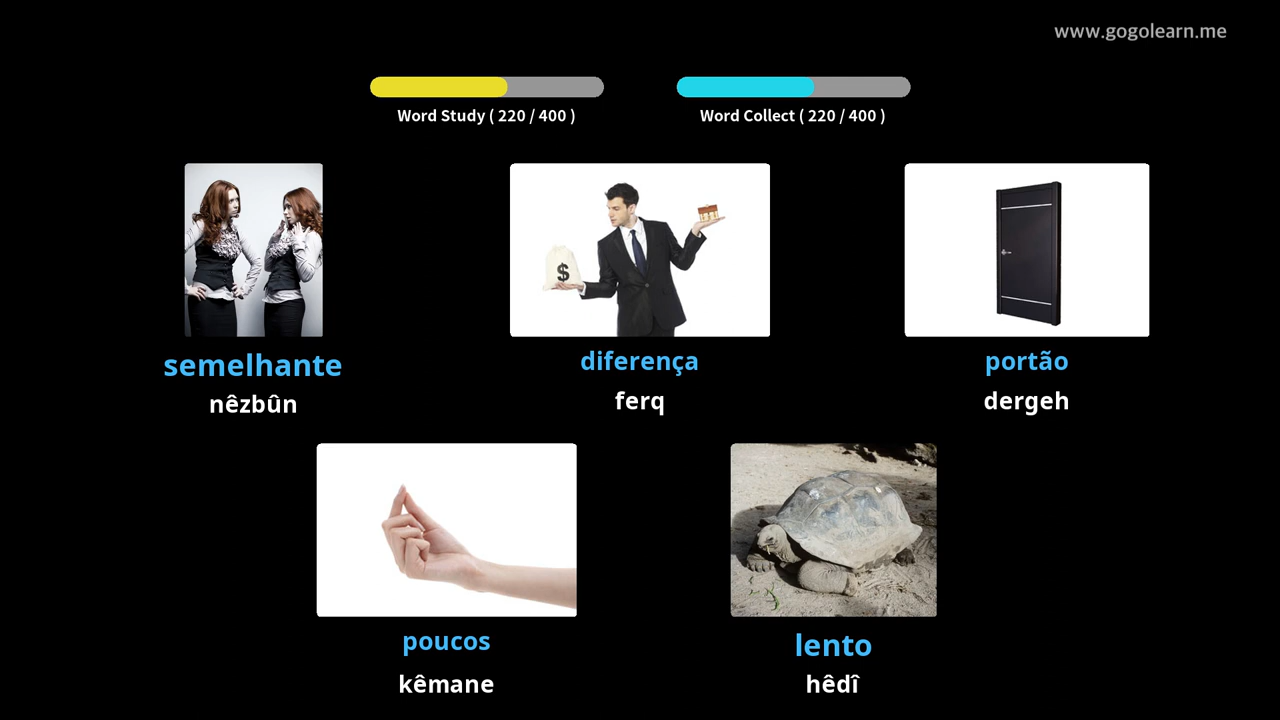 www.gogolearn.me
Word Study ( 220 / 400 )
Word Collect ( 220 / 400 )
$
semelhante
nêzbûn
diferença
ferq
portão
dergeh
poucos
kêmane
lento
hêdî